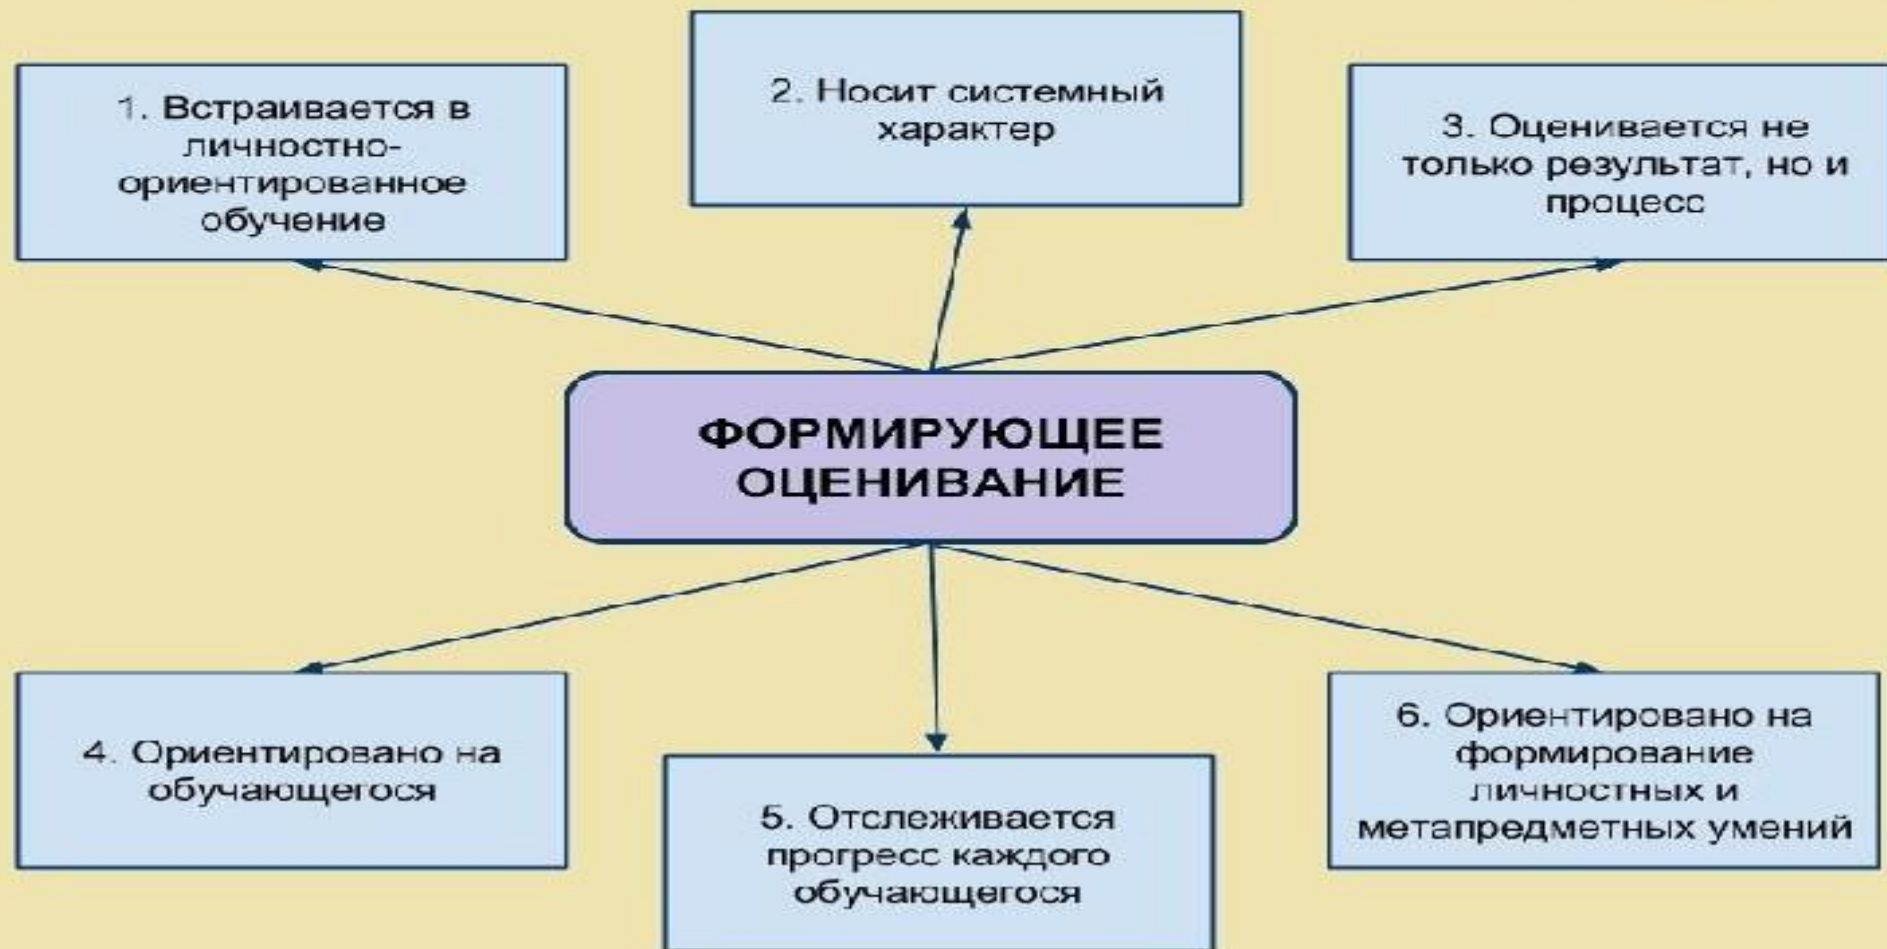 1. Встраивается в
личностно-
ориентированное
обучение
2. Носит системный
характер
3. Оценивается не
только результат, но и
процесс
ФОРМИРУЮЩЕЕ
ОЦЕНИВАНИЕ
4. Ориентировано на
обучающегося
5. Отслеживается
прогресс каждого
обучающегося
6. Ориентировано на
формирование
личностных и
метапредметных умений